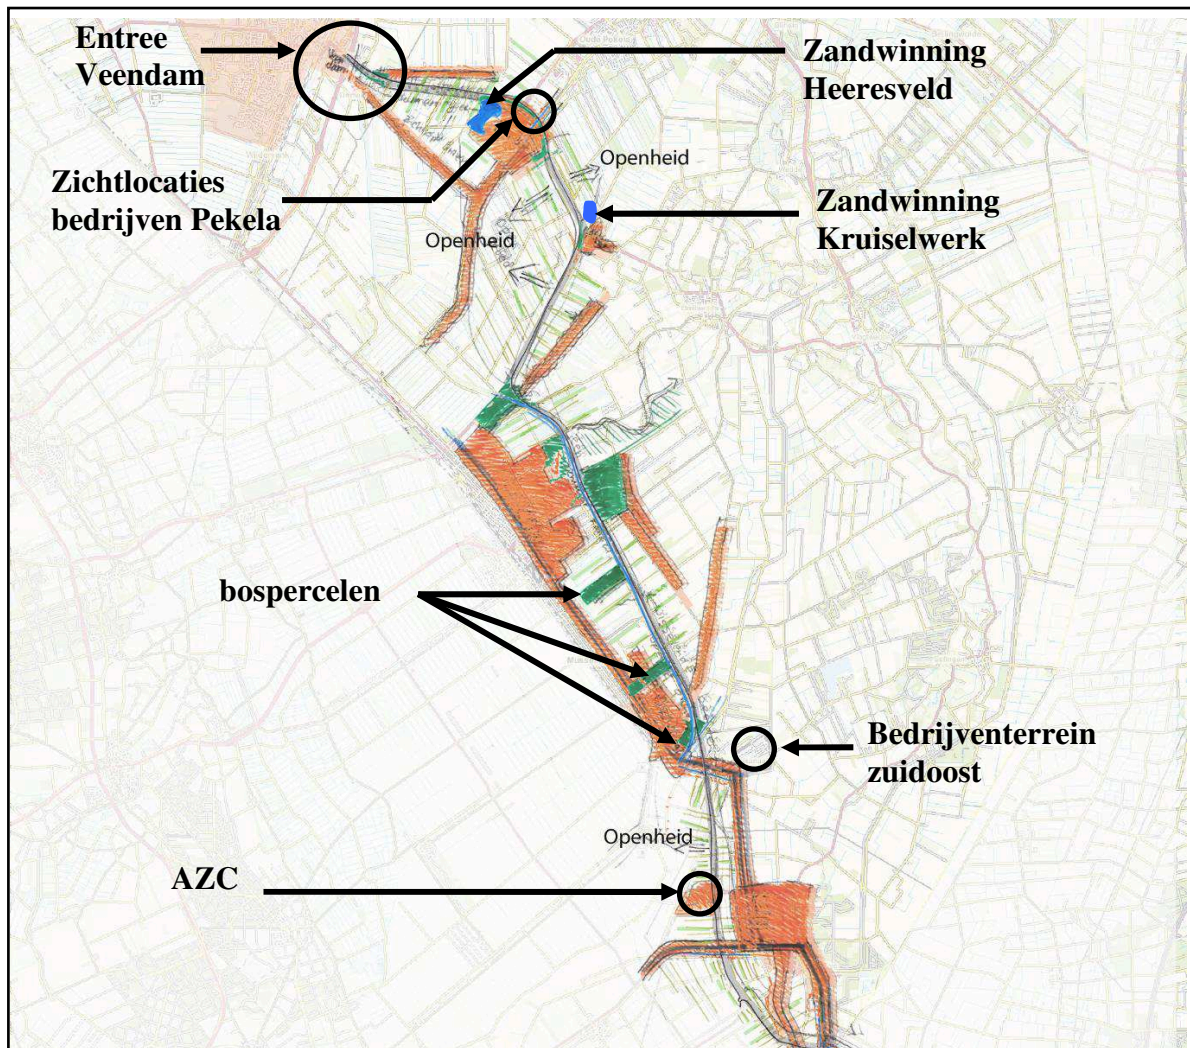 Entree
Veendam
Zandwinning
Heeresveld
Zichtlocaties
bedrijven Pekela
Openheid
Zandwinning
Kruiselwerk
Openheid
bospercelen
Bedrijventerrein
zuidoost
Openheid
AZC